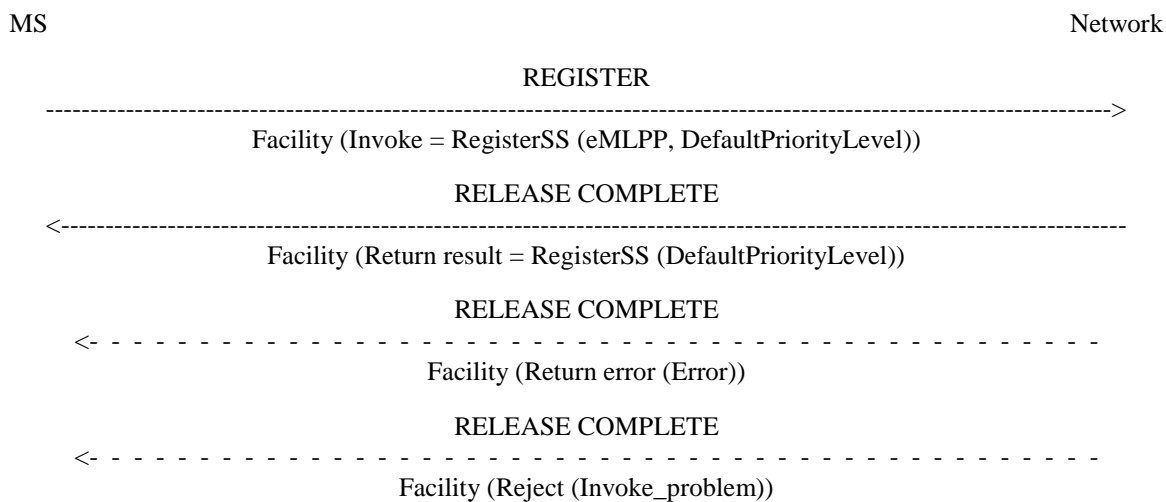 MS Network
REGISTER
Facility (Invoke = RegisterSS (eMLPP, DefaultPriorityLevel))
RELEASE COMPLETE
Facility (Return result = RegisterSS (DefaultPriorityLevel))
RELEASE COMPLETE
Facility (Return error (Error))
RELEASE COMPLETE
Facility (Reject (Invoke_problem))